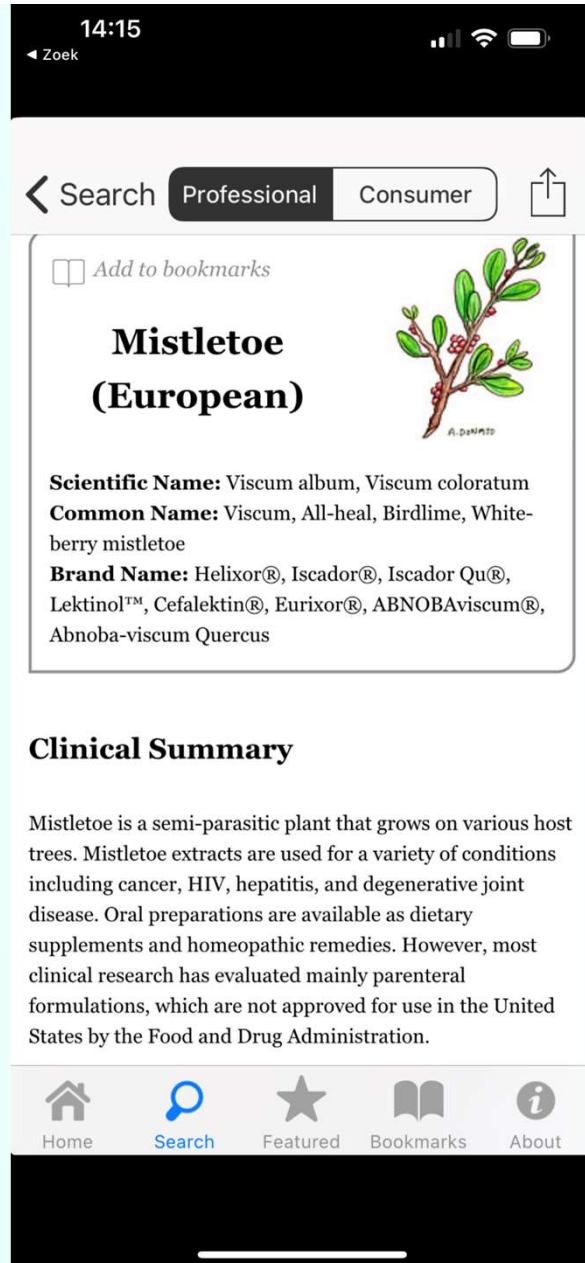 14:15
◀ Zoek
Search
Professional
Consumer
Add to bookmarks
Mistletoe
(European)
A.DONATO
Scientific Name: Viscum album, Viscum coloratum
Common Name: Viscum, All-heal, Birdlime, White-
berry mistletoe
Brand Name: Helixor®, Iscador®, Iscador Qu®,
Lektinol™, Cefalektin®, Eurixor®, ABNOBAviscum®,
Abnoba-viscum Quercus
Clinical Summary
Mistletoe is a semi-parasitic plant that grows on various host
trees. Mistletoe extracts are used for a variety of conditions
including cancer, HIV, hepatitis, and degenerative joint
disease. Oral preparations are available as dietary
supplements and homeopathic remedies. However, most
clinical research has evaluated mainly parenteral
formulations, which are not approved for use in the United
States by the Food and Drug Administration.
Home
Search
Featured
Bookmarks
About